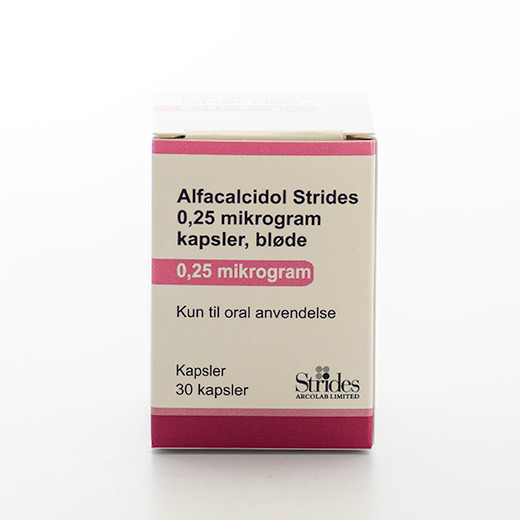 Alfacalcidol Strides
0,25 mikrogram
kapsler, bløde
0,25 mikrogram
Kun til oral anvendelse
Kapsler
30 kapsler
Strides
ARCOLAB LIMITED